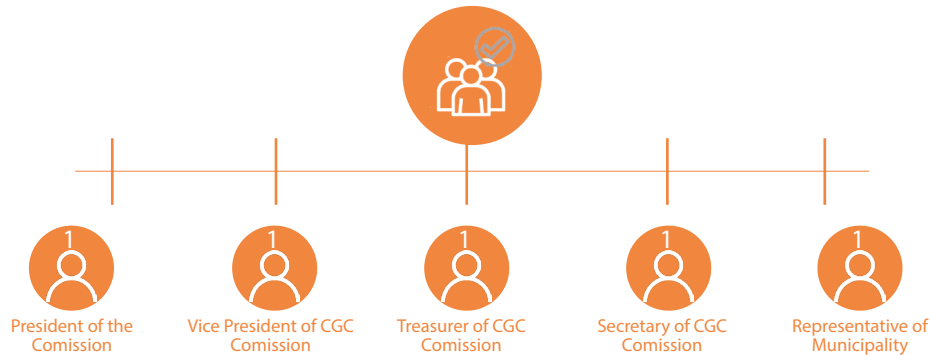 1
1
1
1
1
President of the
Comission
Vice President of CGC
Comission
Treasurer of CGC
Comission
Secretary of CGC
Comission
Representative of
Municipality